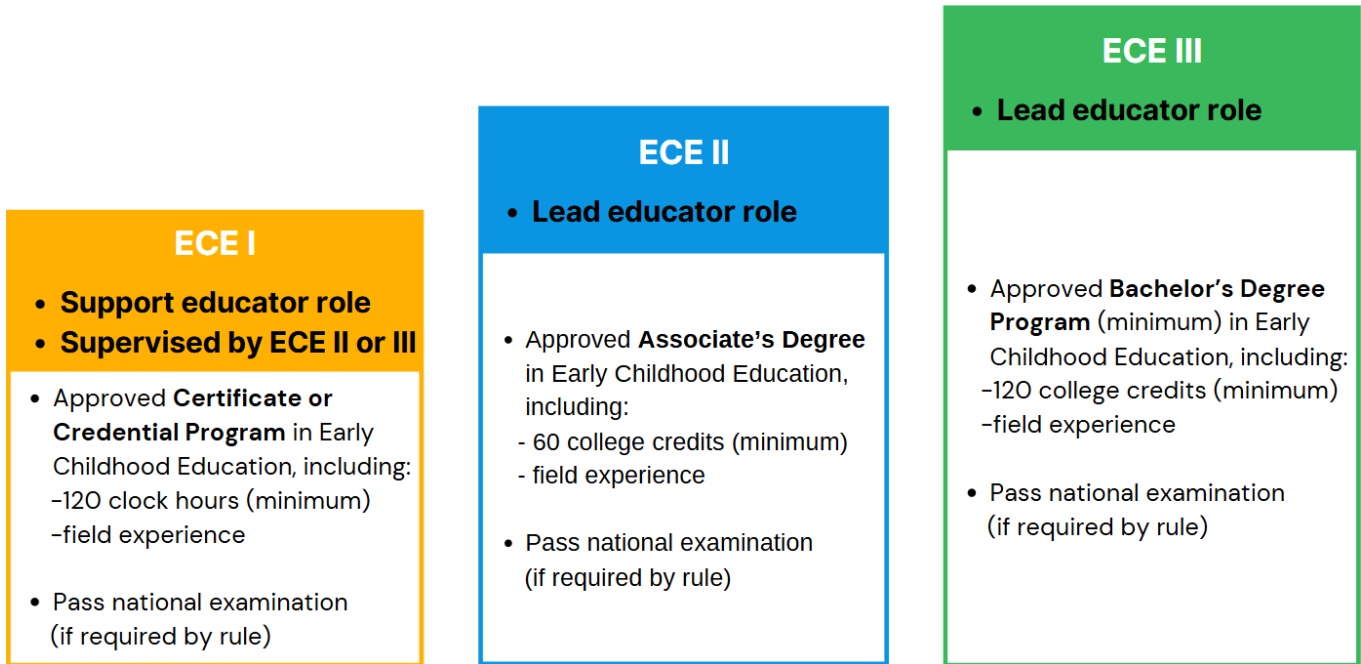 ECE I
• Support educator role
• Supervised by ECE II or III
• Approved Certificate or
Credential Program in Early
Childhood Education, including:
-120 clock hours (minimum)
-field experience
• Pass national examination
(if required by rule)
ECE II
• Lead educator role
• Approved Associate's Degree
in Early Childhood Education,
including:
- 60 college credits (minimum)
- field experience
• Pass national examination
(if required by rule)
ECE III
• Lead educator role
• Approved Bachelor's Degree
Program (minimum) in Early
Childhood Education, including:
-120 college credits (minimum)
-field experience
• Pass national examination
(if required by rule)